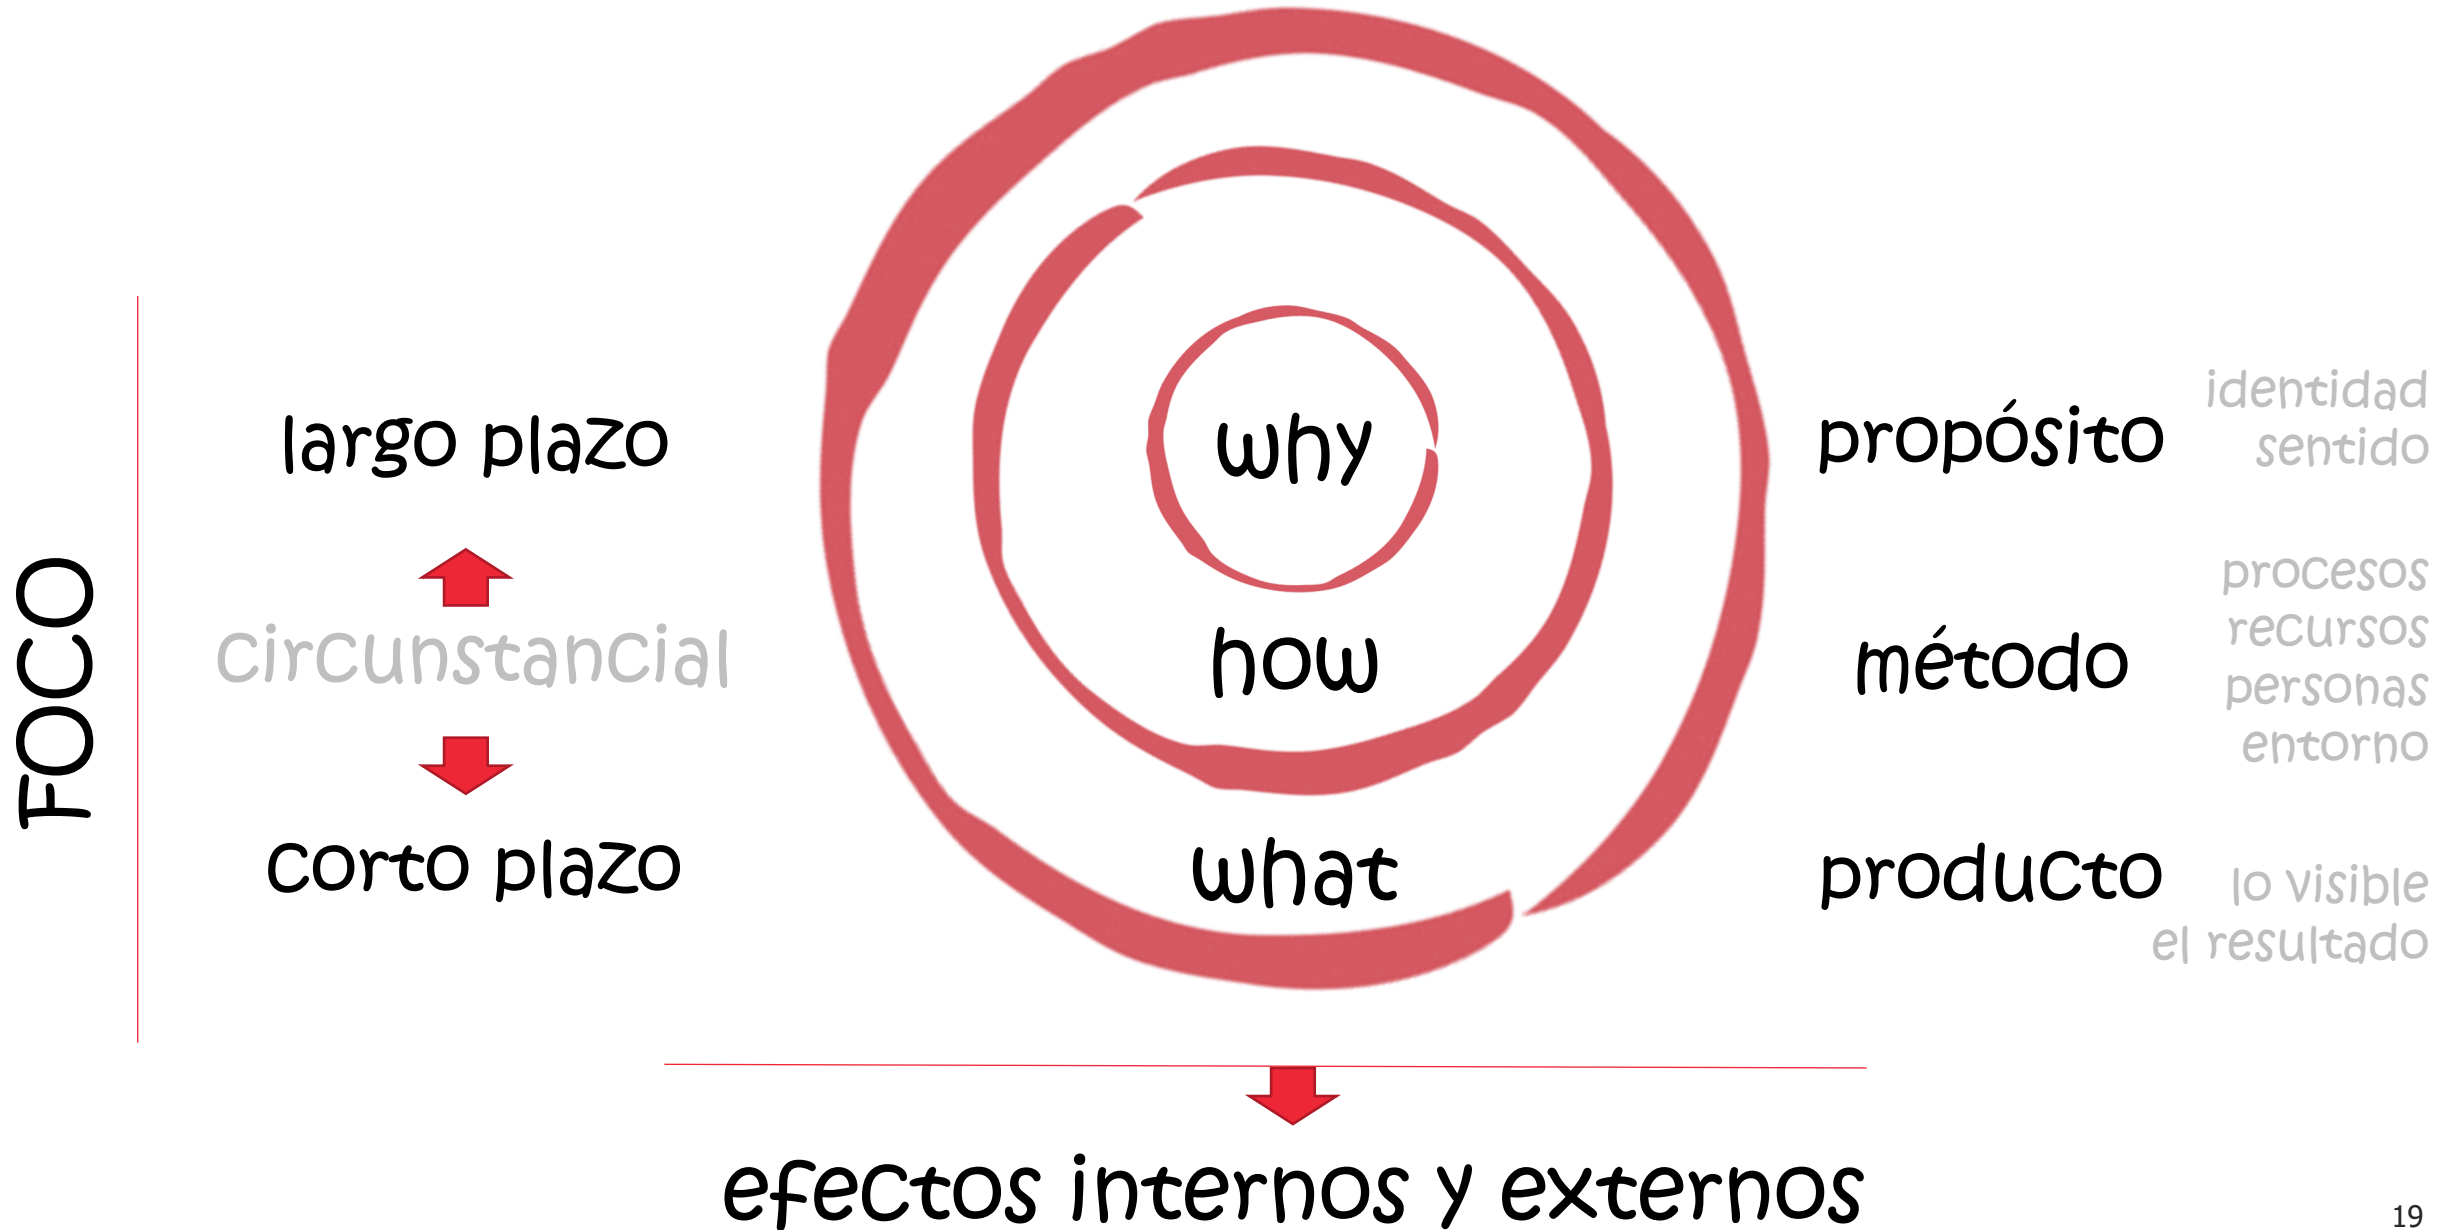 FOCO
largo plazo
circunstancial
corto plazo
why
how
what
propósito
identidad
sentido
método
procesos
recursos
personas
entorno
producto
lo visible
el resultado
efectos internos y externos
19